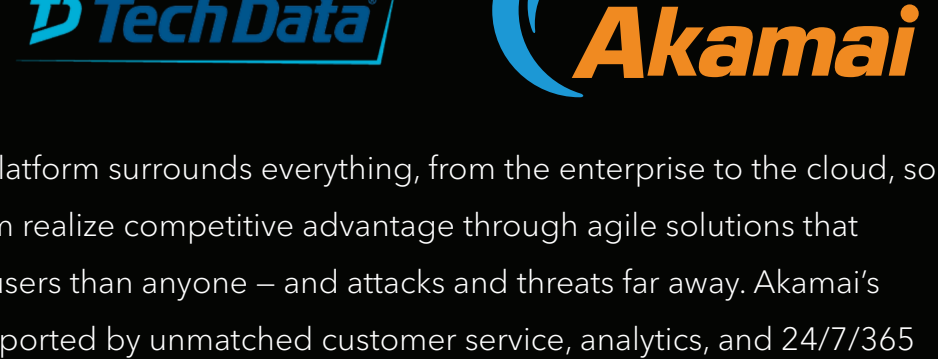 Tech Data Akamai
latform surrounds everything, from the enterprise to the cloud, so
realize competitive advantage through agile solutions that
users than anyone – and attacks and threats far away. Akamai’s
ported by unmatched customer service, analytics, and 24/7/365